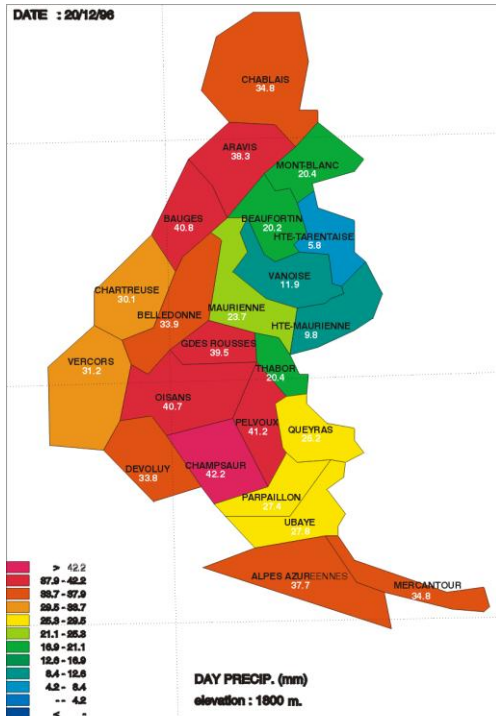 DATE : 20/12/96
CHABLAIS
34.8
ARAVIS
38.3
MONT-BLANC
20.4
BAUGES
40.8
BEAUFORTIN
20.2
HTE-TARENTAISE
5.8
VANOISE
11.9
CHARTREUSE
30.1
BELLEDONNE
33.9
MAURIENNE
23.7
HTE-MAURIENNE
9.8
GDES ROUSSES
39.5
VERCORS
31.2
THABOR
20.4
OISANS
40.7
PELVOUX
41.2
QUEYRAS
DEVOLUY
33.8
CHAMPSAUR
42.2
PARPAILLON
27.4
UBAYE
ALPES AZUREENNES
37.7
MERCANTOUR
34.8
> 42.2
37.9 - 42.2
33.7 - 37.9
29.5 - 33.7
25.3 - 29.5
21.1 - 25.3
16.9 - 21.1
12.6 - 16.9
8.4 - 12.6
4.2 - 8.4
-- - 4.2
< -
DAY PRECIP. (mm)
elevation : 1800 m.